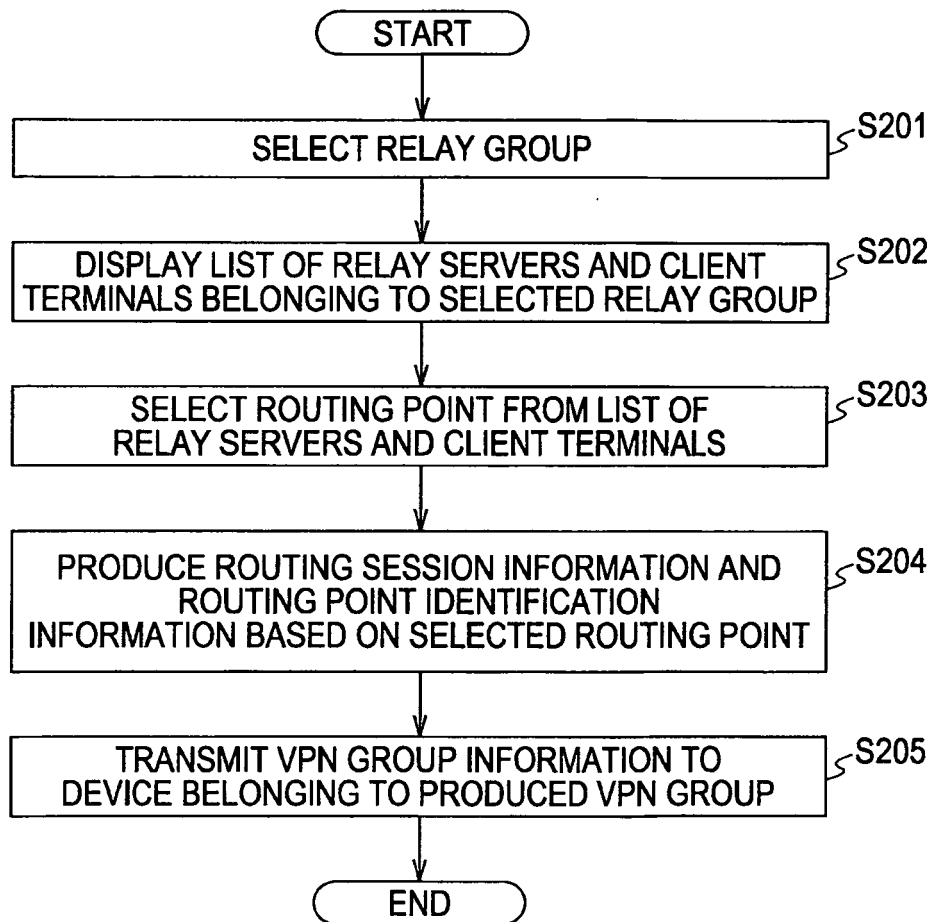 START
S201
SELECT RELAY GROUP
S202
DISPLAY LIST OF RELAY SERVERS AND CLIENT
TERMINALS BELONGING TO SELECTED RELAY GROUP
S203
SELECT ROUTING POINT FROM LIST OF
RELAY SERVERS AND CLIENT TERMINALS
S204
PRODUCE ROUTING SESSION INFORMATION AND
ROUTING POINT IDENTIFICATION
INFORMATION BASED ON SELECTED ROUTING POINT
S205
TRANSMIT VPN GROUP INFORMATION TO
DEVICE BELONGING TO PRODUCED VPN GROUP
END